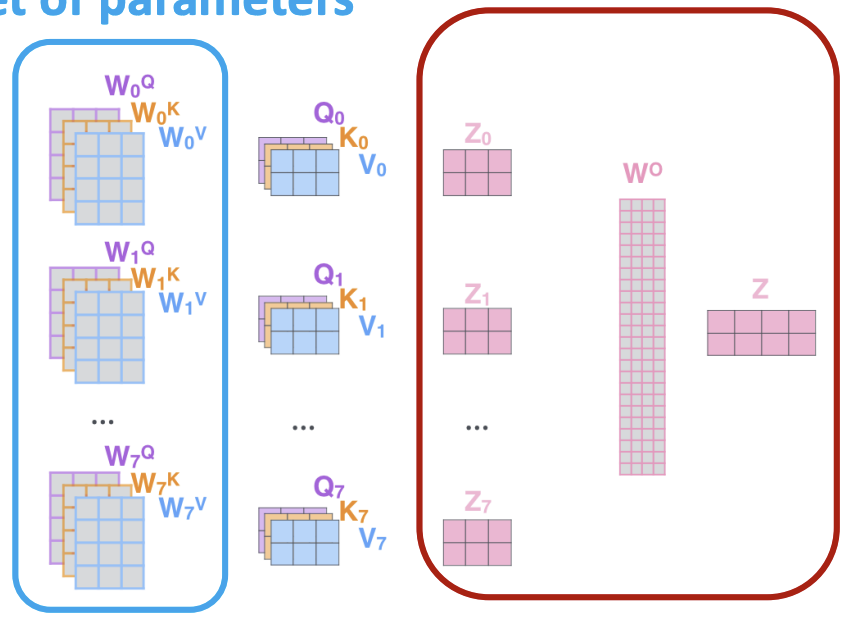 et of parameters
W₀Q
W₀K
W₀V
Q₀
K₀
V₀
Z₀
Wᴼ
W₁Q
W₁K
W₁V
Q₁
K₁
V₁
Z₁
Z
...
...
...
W₇Q
W₇K
W₇V
Q₇
K₇
V₇
Z₇